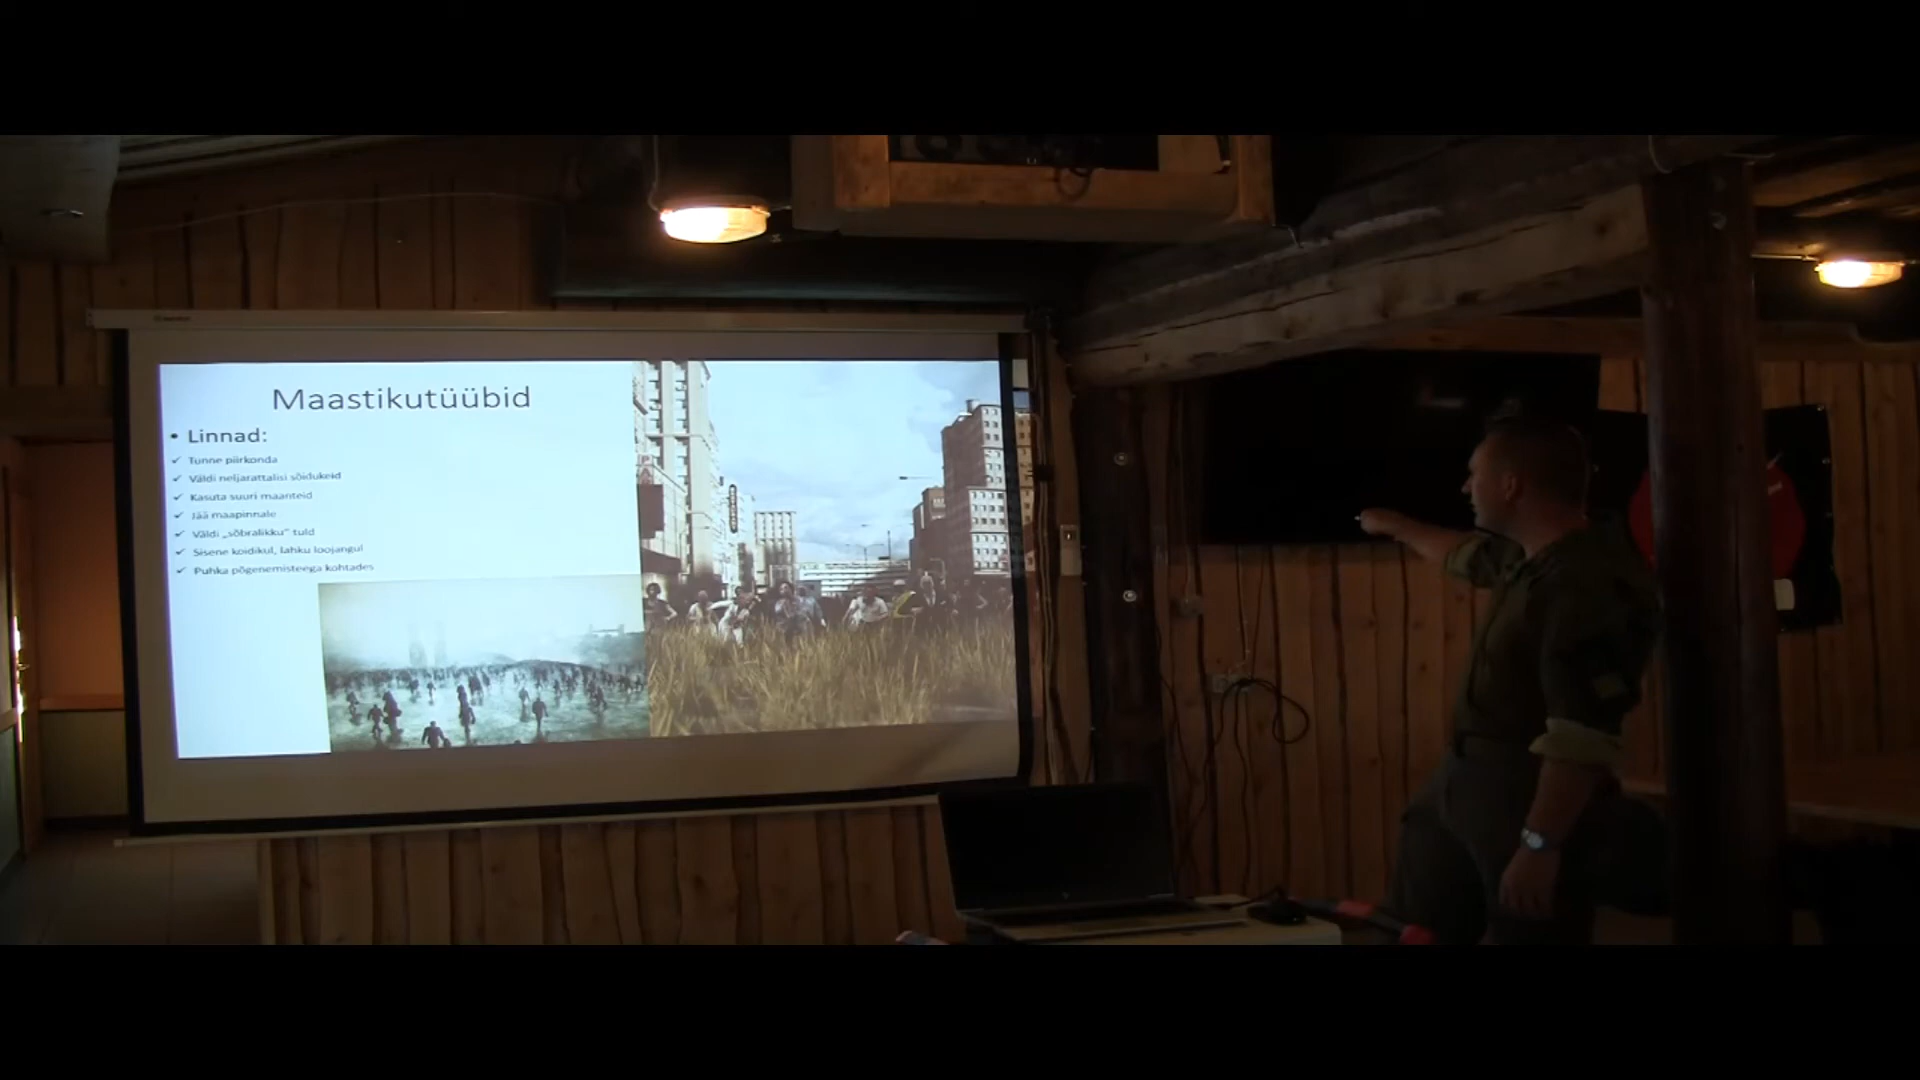 Maastikutüübid
• Linnad:
✓ Tunne piirkonda
✓ Väldi neljarattalisi sõidukeid
✓ Kasuta suuri maanteid
✓ Jää maapinnale
✓ Väldi „sõbralikku“ tuld
✓ Sisene koidikul, lahku loojangul
✓ Puhka põgenemisteega kohtades